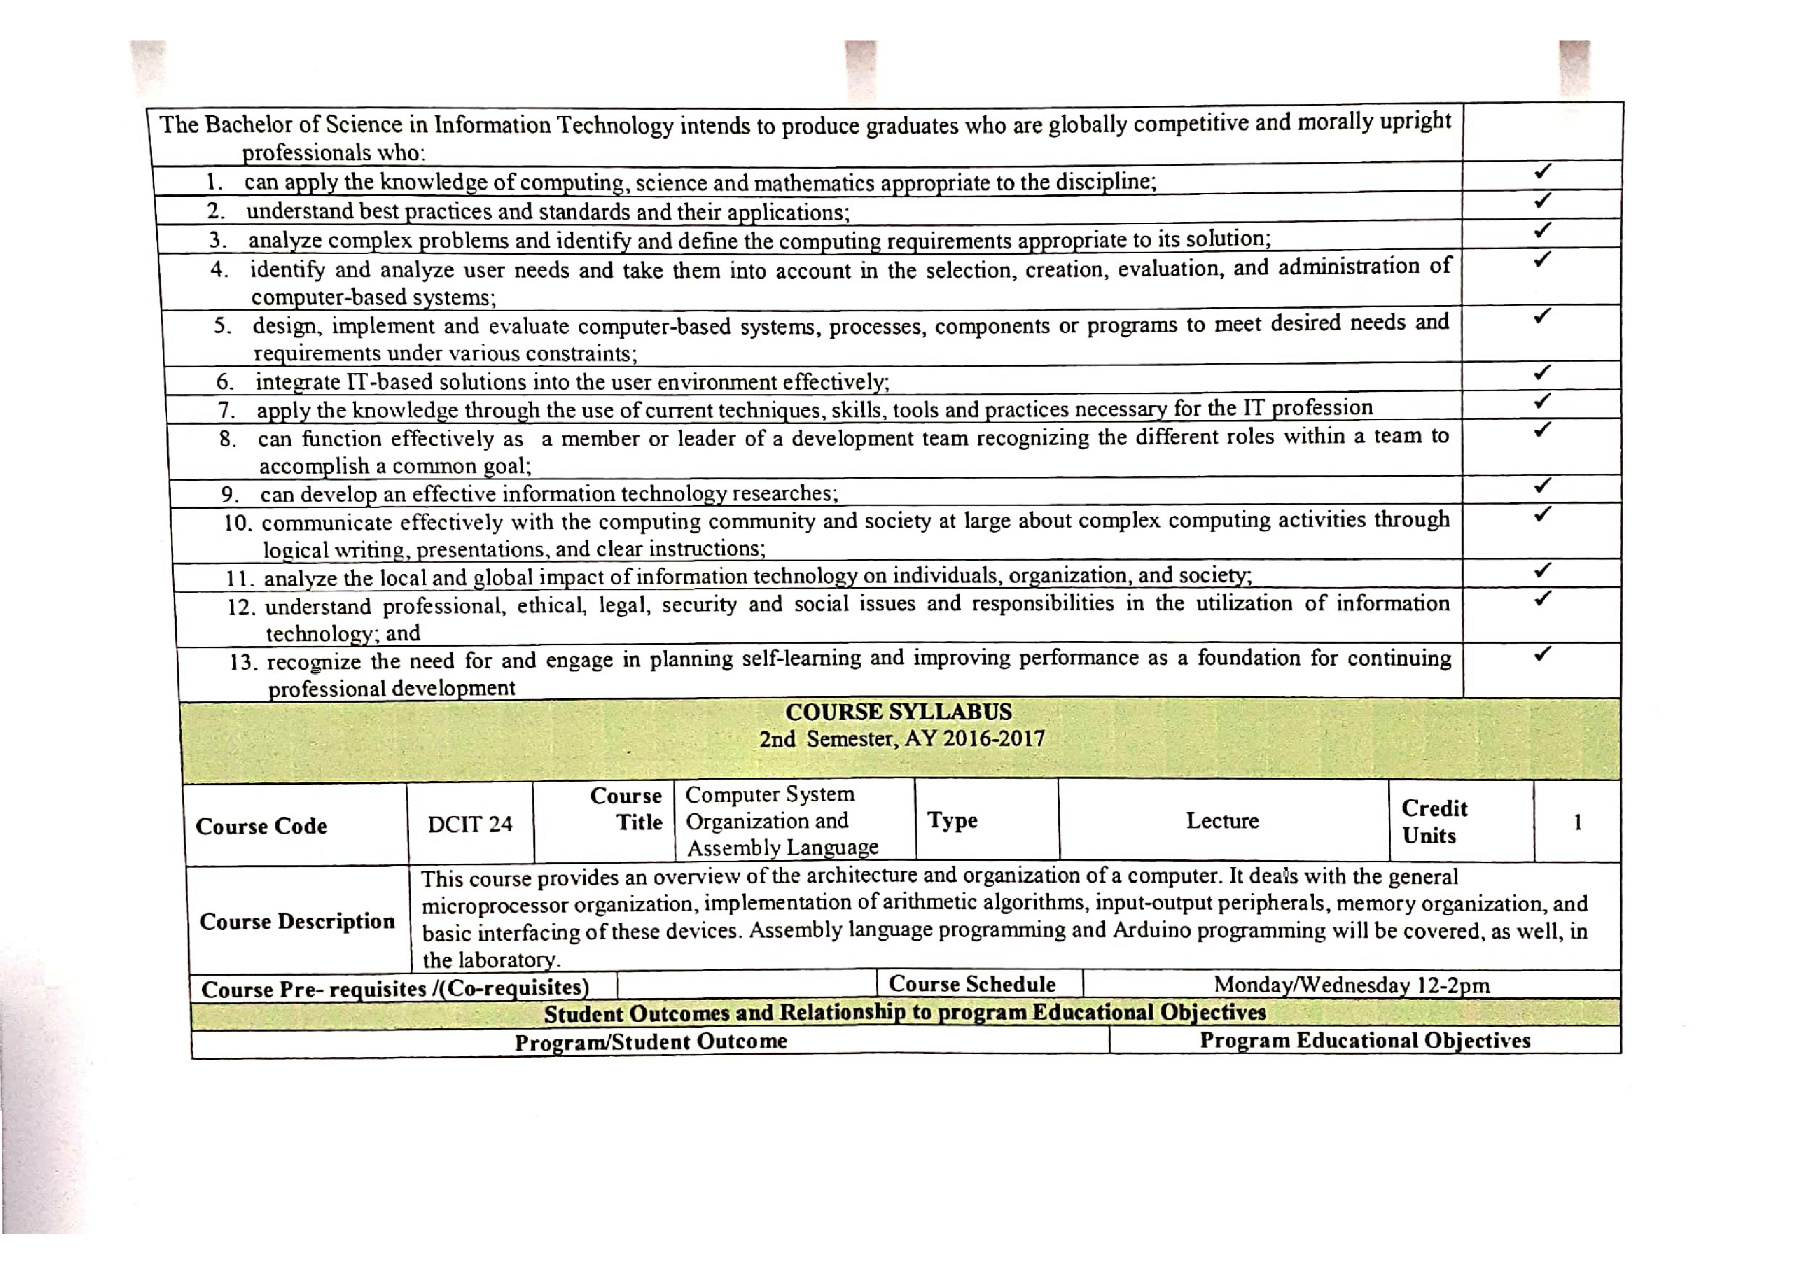 The Bachelor of Science in Information Technology intends to produce graduates who are globally competitive and morally upright
professionals who:
1. can apply the knowledge of computing, science and mathematics appropriate to the discipline; ✓
2. understand best practices and standards and their applications; ✓
3. analyze complex problems and identify and define the computing requirements appropriate to its solution; ✓
4. identify and analyze user needs and take them into account in the selection, creation, evaluation, and administration of ✓
computer-based systems;
5. design, implement and evaluate computer-based systems, processes, components or programs to meet desired needs and ✓
requirements under various constraints;
6. integrate IT-based solutions into the user environment effectively; ✓
7. apply the knowledge through the use of current techniques, skills, tools and practices necessary for the IT profession ✓
8. can function effectively as a member or leader of a development team recognizing the different roles within a team to ✓
accomplish a common goal;
9. can develop an effective information technology researches; ✓
10. communicate effectively with the computing community and society at large about complex computing activities through ✓
logical writing, presentations, and clear instructions;
11. analyze the local and global impact of information technology on individuals, organization, and society; ✓
12. understand professional, ethical, legal, security and social issues and responsibilities in the utilization of information ✓
technology; and
13. recognize the need for and engage in planning self-learning and improving performance as a foundation for continuing ✓
professional development
COURSE SYLLABUS
2nd Semester, AY 2016-2017
Course Code
DCIT 24
Course
Title
Computer System
Organization and
Assembly Language
Type
Lecture
Credit
Units
1
Course Description
This course provides an overview of the architecture and organization of a computer. It deals with the general
microprocessor organization, implementation of arithmetic algorithms, input-output peripherals, memory organization, and
basic interfacing of these devices. Assembly language programming and Arduino programming will be covered, as well, in
the laboratory.
Course Pre- requisites /(Co-requisites)
Course Schedule
Monday/Wednesday 12-2pm
Student Outcomes and Relationship to program Educational Objectives
Program/Student Outcome
Program Educational Objectives